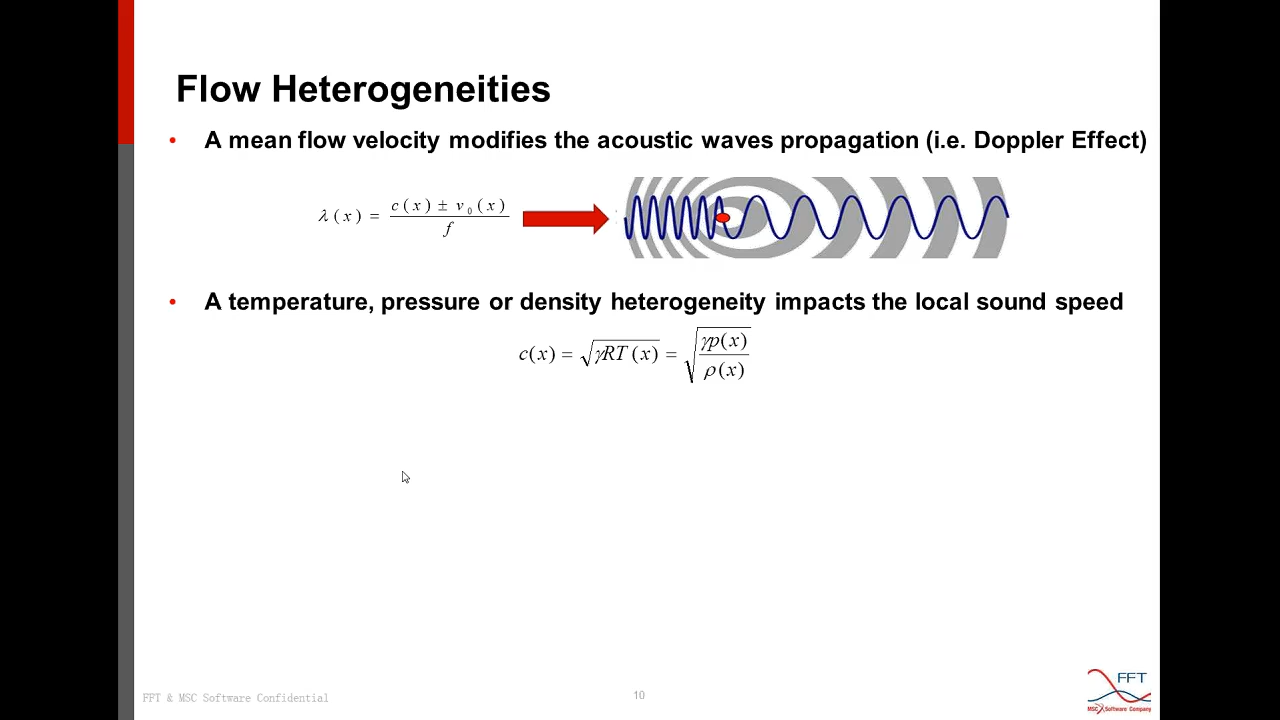 Flow Heterogeneities
• A mean flow velocity modifies the acoustic waves propagation (i.e. Doppler Effect)
λ(x) = (c(x) ± v₀(x)) / f
• A temperature, pressure or density heterogeneity impacts the local sound speed
c(x) = √(γRT(x)) = √(γp(x) / ρ(x))
FFT & MSC Software Confidential
10
FFT
MSC Software Company